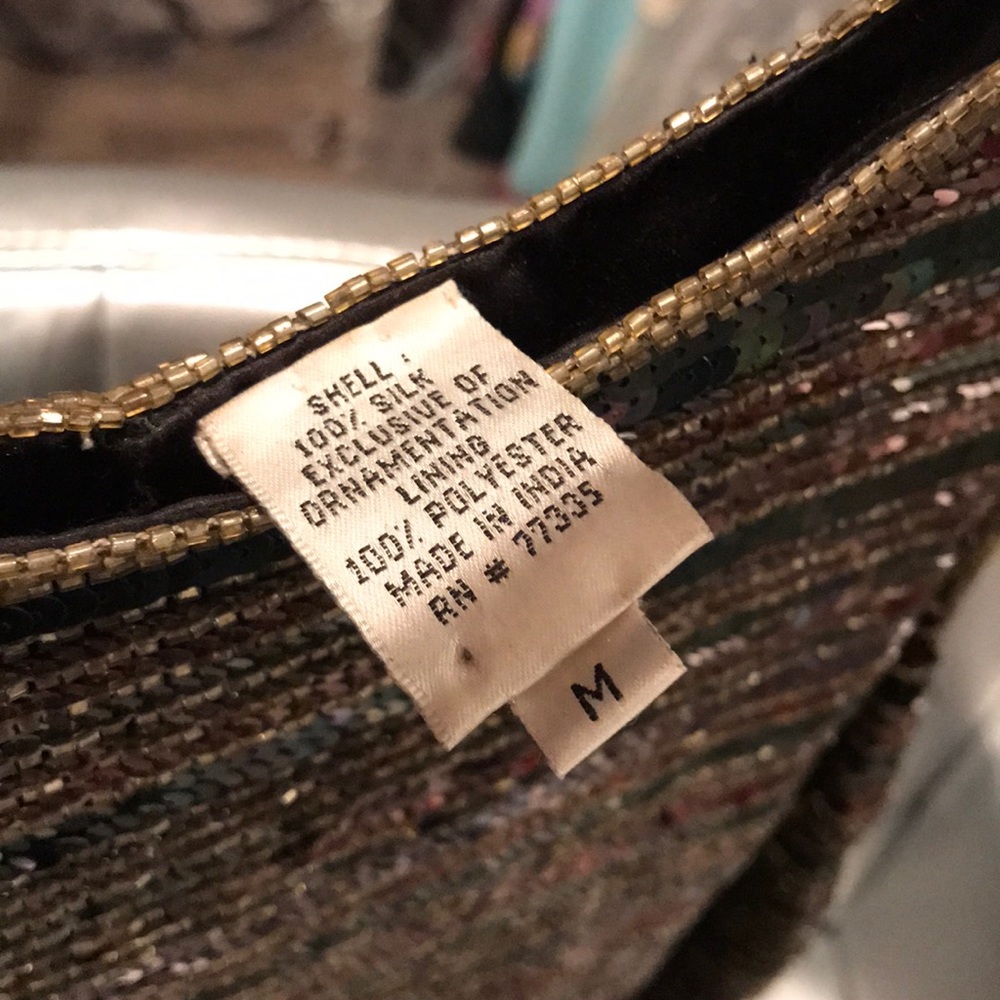 SHELL
100% SILK
EXCLUSIVE OF
ORNAMENTATION
LINING
100% POLYESTER
MADE IN INDIA
RN # 77335
M